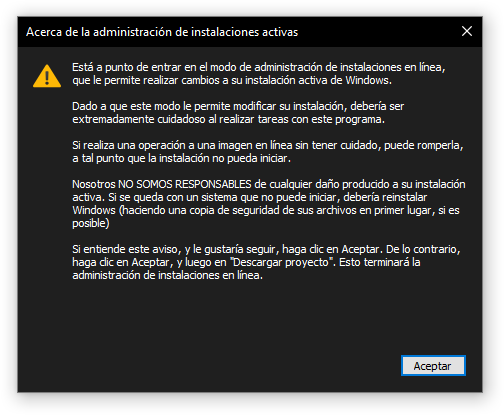 Acerca de la administración de instalaciones activas
Está a punto de entrar en el modo de administración de instalaciones en línea,
que le permite realizar cambios a su instalación activa de Windows.
Dado a que este modo le permite modificar su instalación, debería ser
extremadamente cuidadoso al realizar tareas con este programa.
Si realiza una operación a una imagen en línea sin tener cuidado, puede romperla,
a tal punto que la instalación no pueda iniciar.
Nosotros NO SOMOS RESPONSABLES de cualquier daño producido a su instalación
activa. Si se queda con un sistema que no puede iniciar, debería reinstalar
Windows (haciendo una copia de seguridad de sus archivos en primer lugar, si es
posible)
Si entiende este aviso, y le gustaría seguir, haga clic en Aceptar. De lo contrario,
haga clic en Aceptar, y luego en "Descargar proyecto". Esto terminará la
administración de instalaciones en línea.
Aceptar